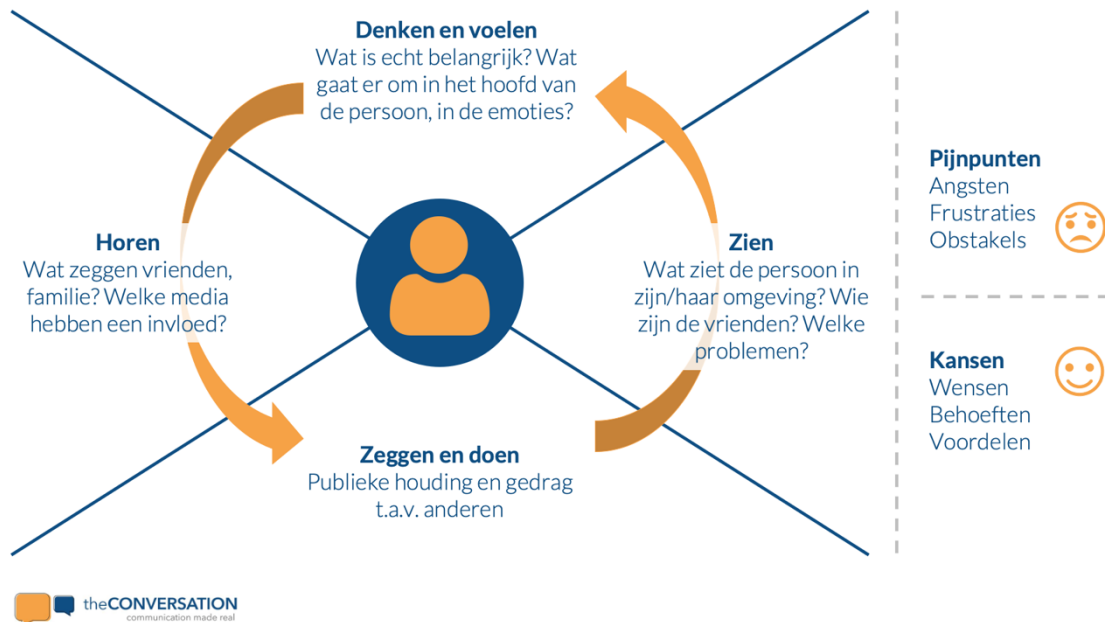 Denken en voelen
Wat is echt belangrijk? Wat
gaat er om in het hoofd van
de persoon, in de emoties?
Horen
Wat zeggen vrienden,
familie? Welke media
hebben een invloed?
Zien
Wat ziet de persoon in
zijn/haar omgeving? Wie
zijn de vrienden? Welke
problemen?
Zeggen en doen
Publieke houding en gedrag
t.a.v. anderen
Pijnpunten
Angsten
Frustraties
Obstakels
Kansen
Wensen
Behoeften
Voordelen
theCONVERSATION
communication made real